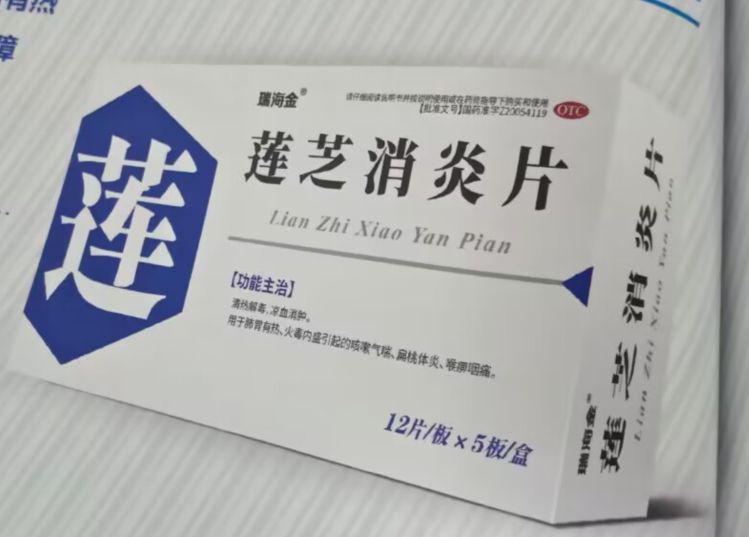 有热
障
瑞海金®
请仔细阅读说明书并按说明使用或在药师指导下购买和使用
【批准文号】国药准字Z20054119
OTC
莲
莲芝消炎片
Lian Zhi Xiao Yan Pian
【功能主治】
清热解毒,凉血消肿。
用于肺胃有热、火毒内盛引起的咳嗽气喘、扁桃体炎、喉痹咽痛。
12片/板×5板/盒
瑞海金®
莲芝消炎片
Lian Zhi Xiao Yan Pian